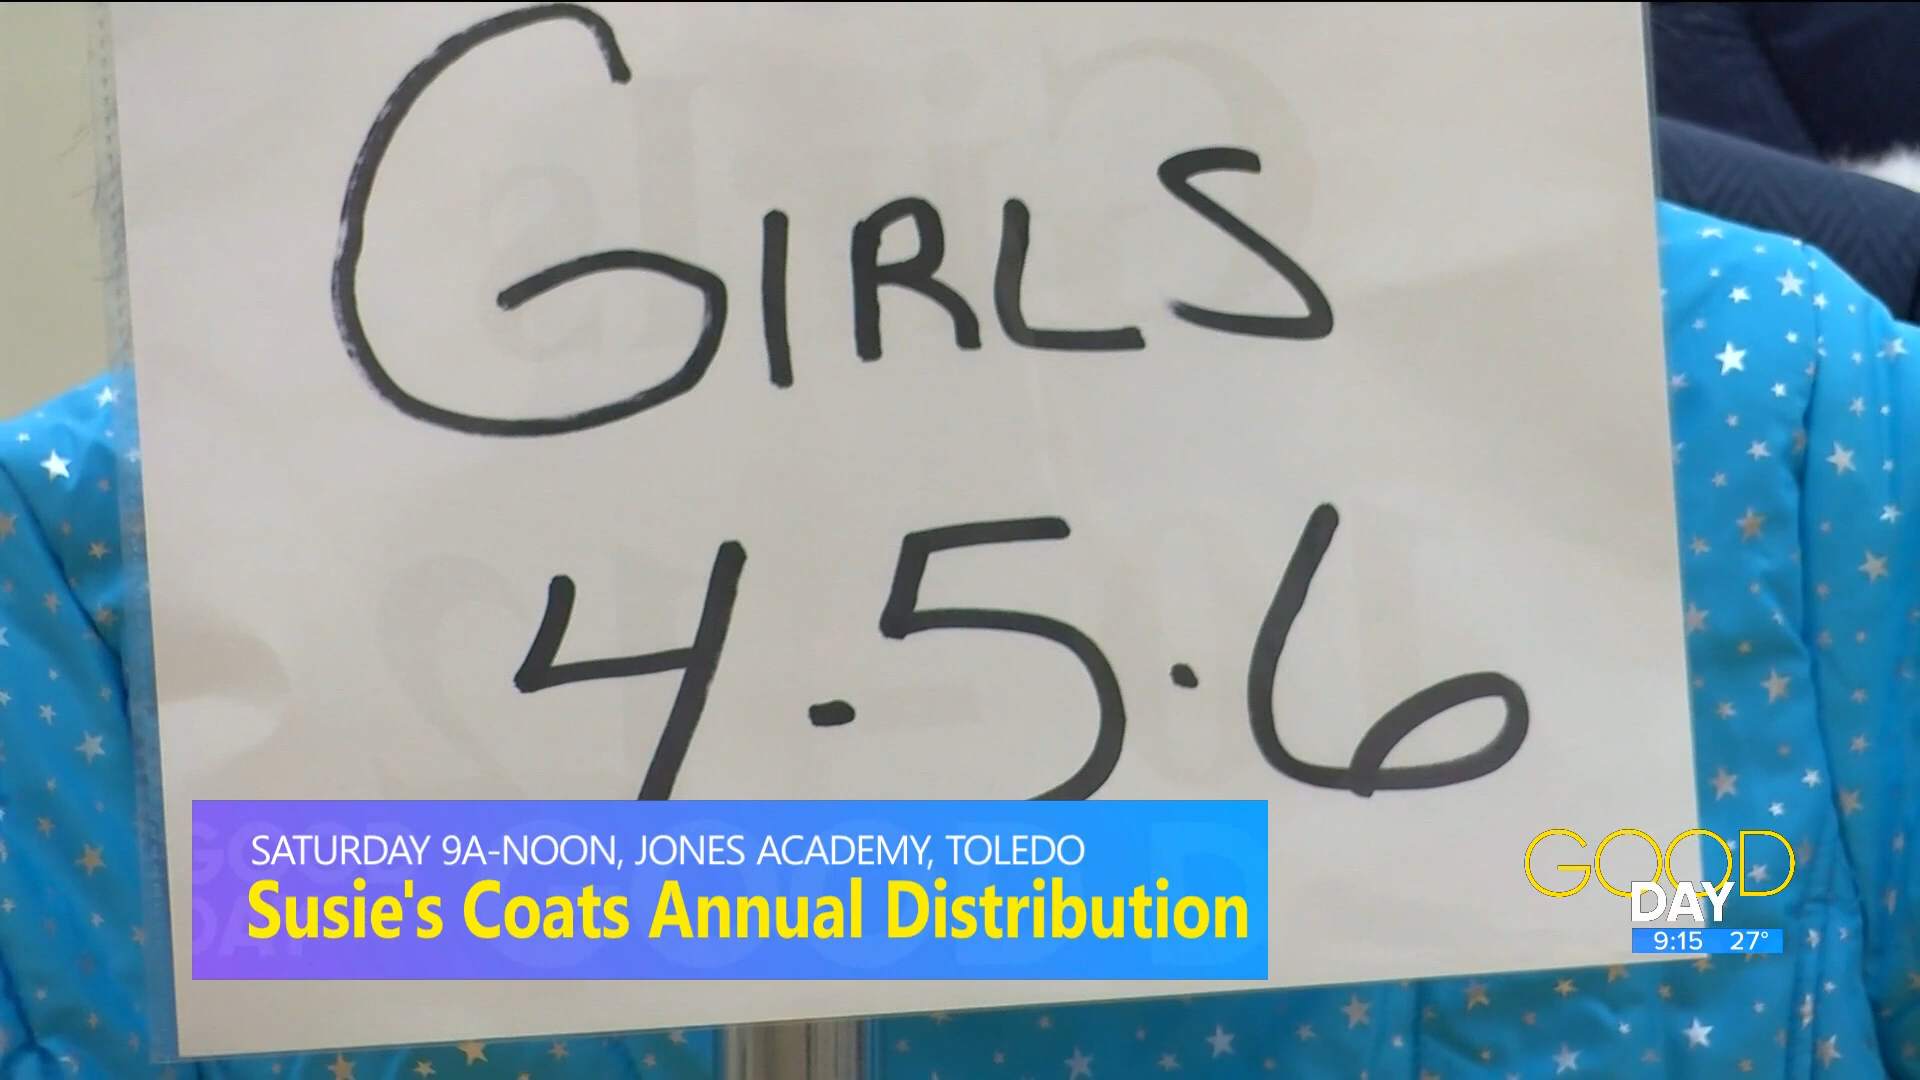 GIRLS
4-5-6
SATURDAY 9A-NOON, JONES ACADEMY, TOLEDO
Susie's Coats Annual Distribution
GOOD
DAY
9:15 27°